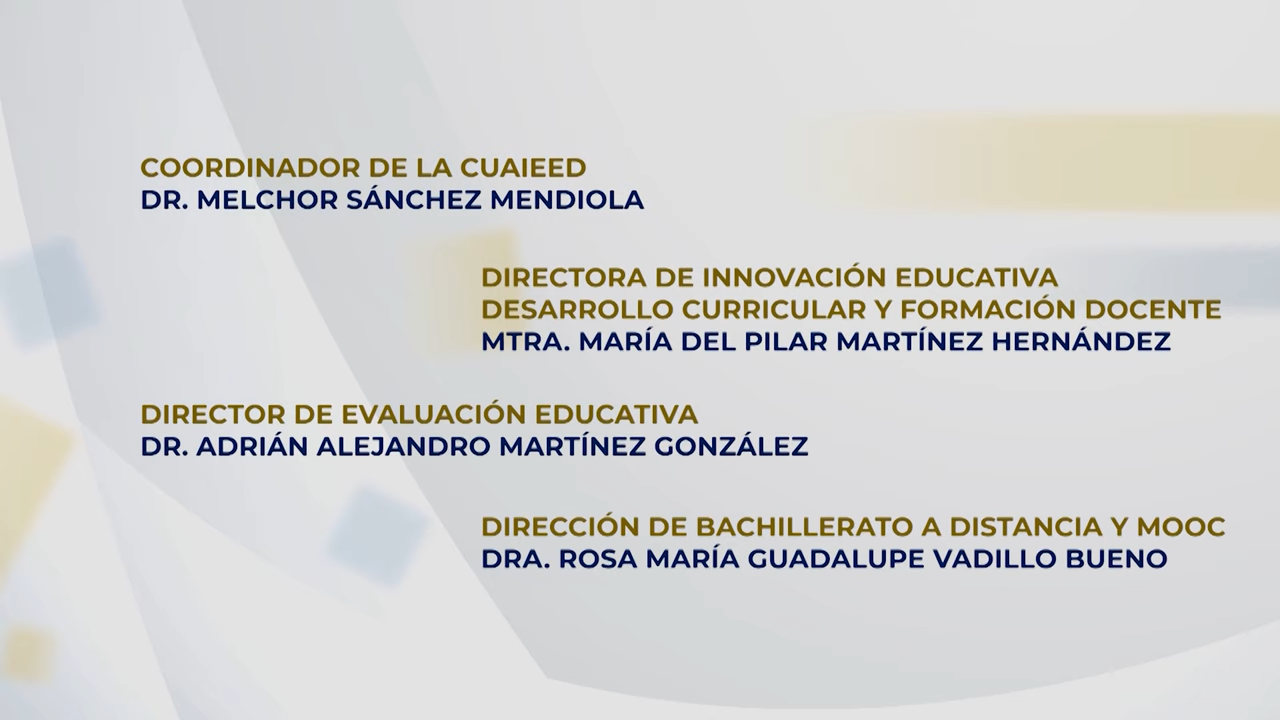 COORDINADOR DE LA CUAIEED
DR. MELCHOR SÁNCHEZ MENDIOLA
DIRECTORA DE INNOVACIÓN EDUCATIVA
DESARROLLO CURRICULAR Y FORMACIÓN DOCENTE
MTRA. MARÍA DEL PILAR MARTÍNEZ HERNÁNDEZ
DIRECTOR DE EVALUACIÓN EDUCATIVA
DR. ADRIÁN ALEJANDRO MARTÍNEZ GONZÁLEZ
DIRECCIÓN DE BACHILLERATO A DISTANCIA Y MOOC
DRA. ROSA MARÍA GUADALUPE VADILLO BUENO